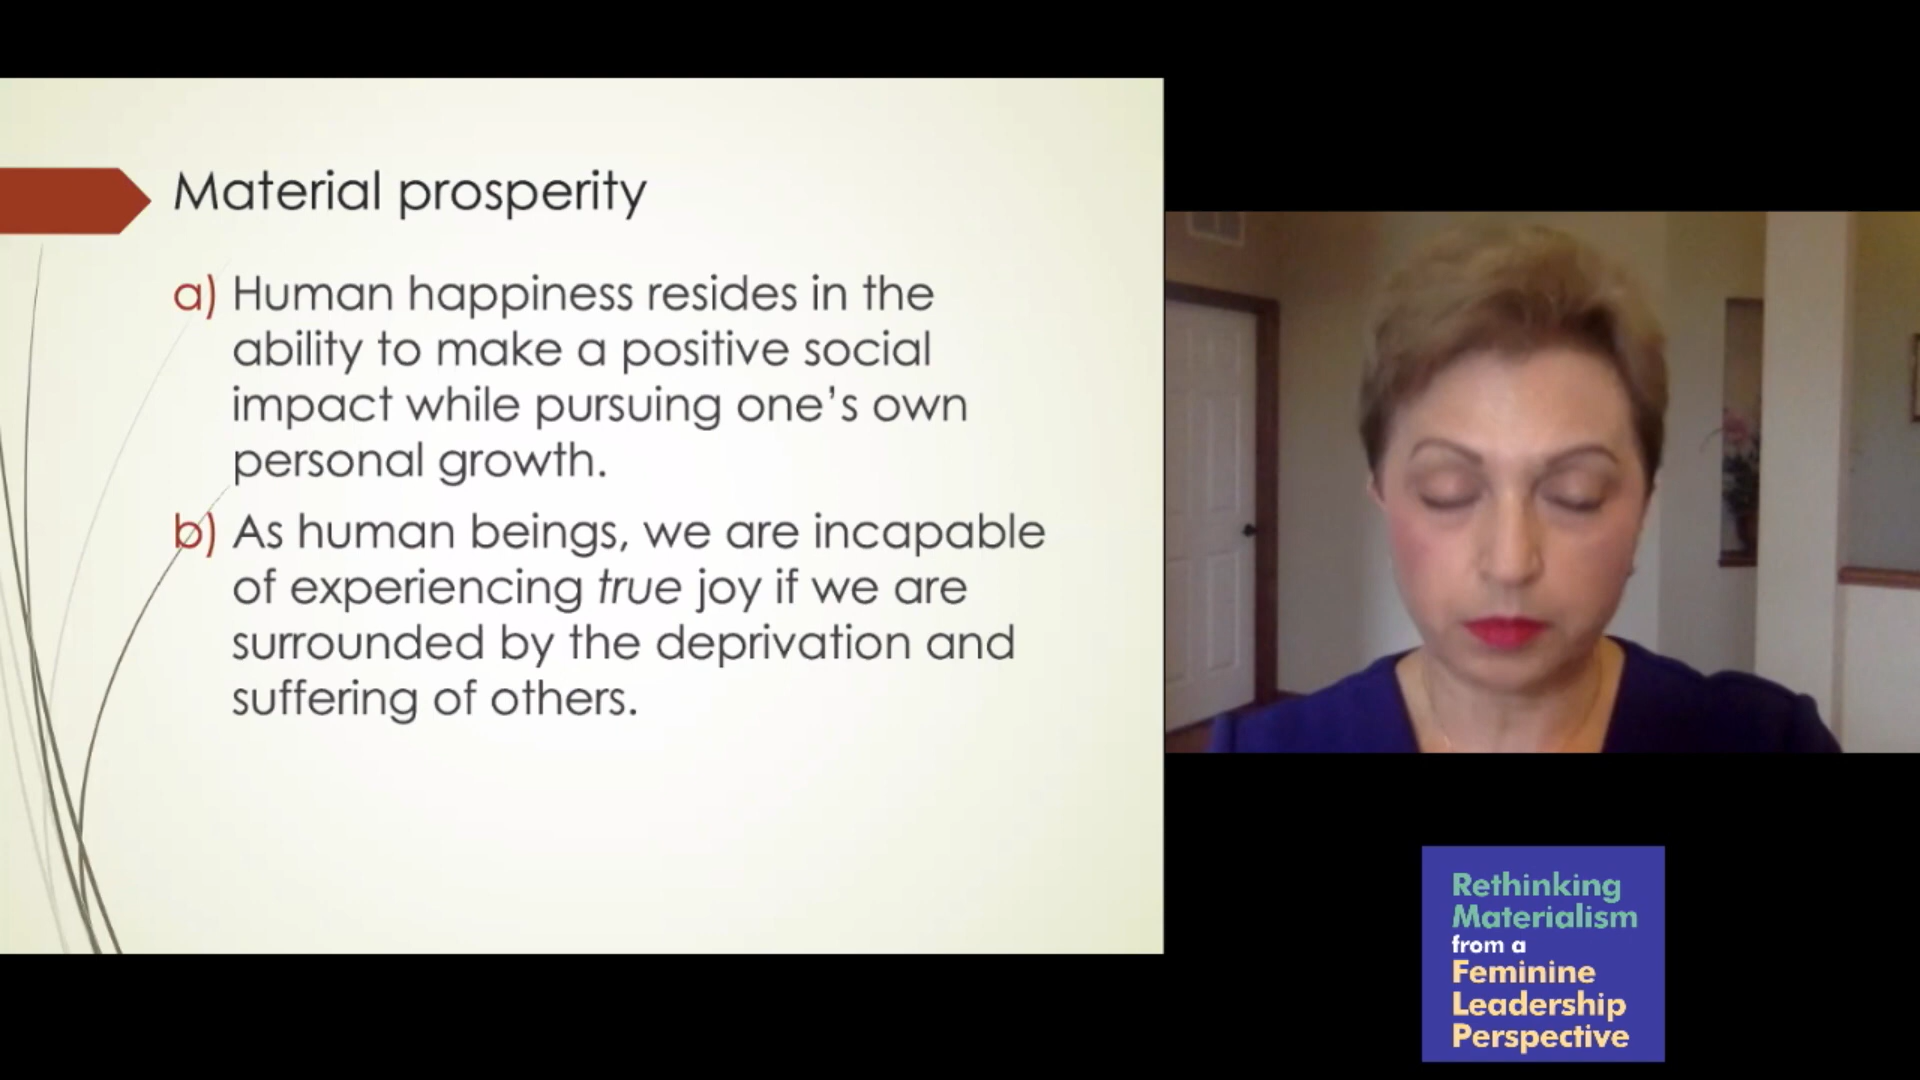 Material prosperity
a) Human happiness resides in the
ability to make a positive social
impact while pursuing one’s own
personal growth.
b) As human beings, we are incapable
of experiencing true joy if we are
surrounded by the deprivation and
suffering of others.
Rethinking
Materialism
from a
Feminine
Leadership
Perspective